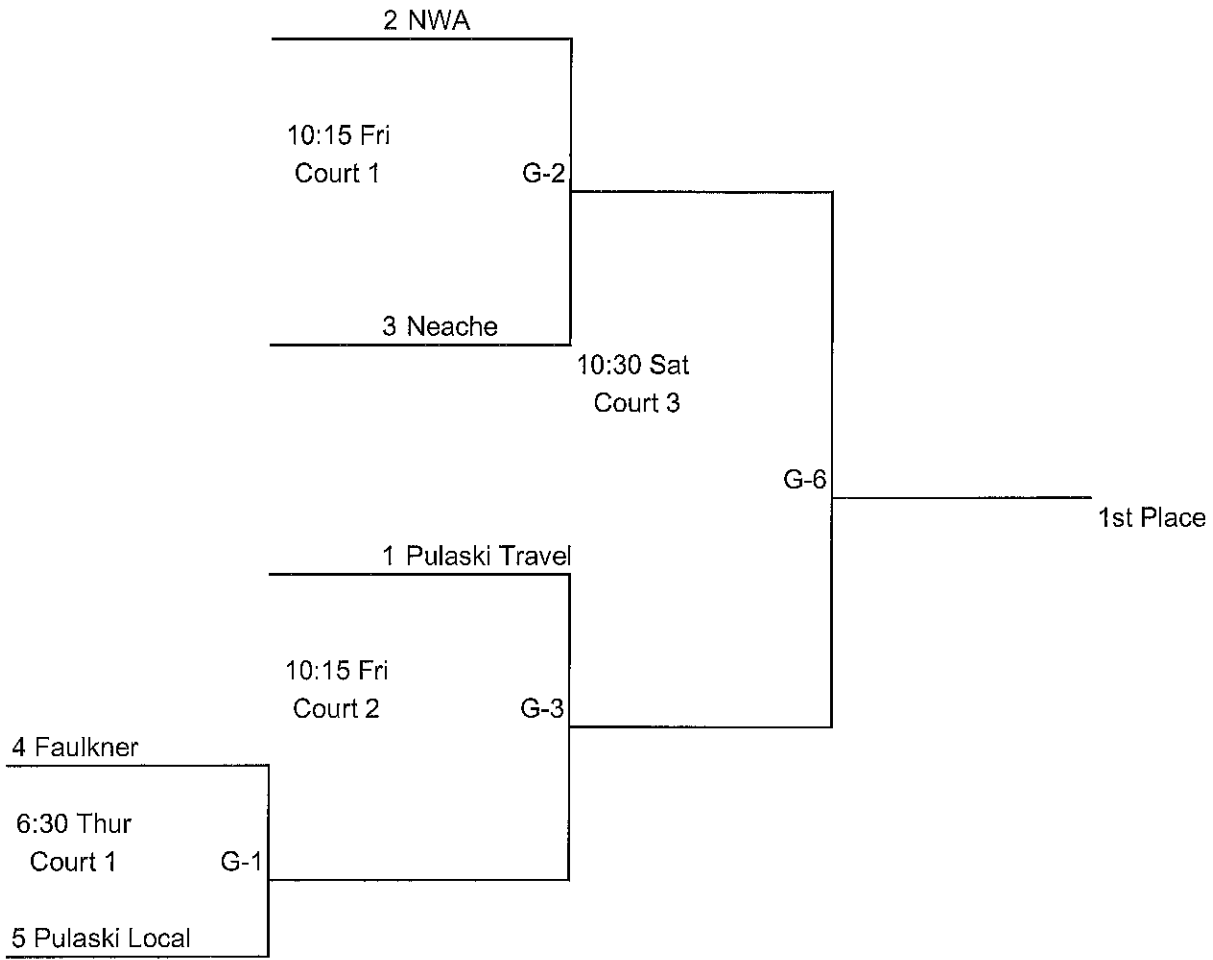 2 NWA
10:15 Fri
Court 1
G-2
3 Neache
10:30 Sat
Court 3
G-6
1st Place
1 Pulaski Travel
10:15 Fri
Court 2
G-3
4 Faulkner
6:30 Thur
Court 1
G-1
5 Pulaski Local